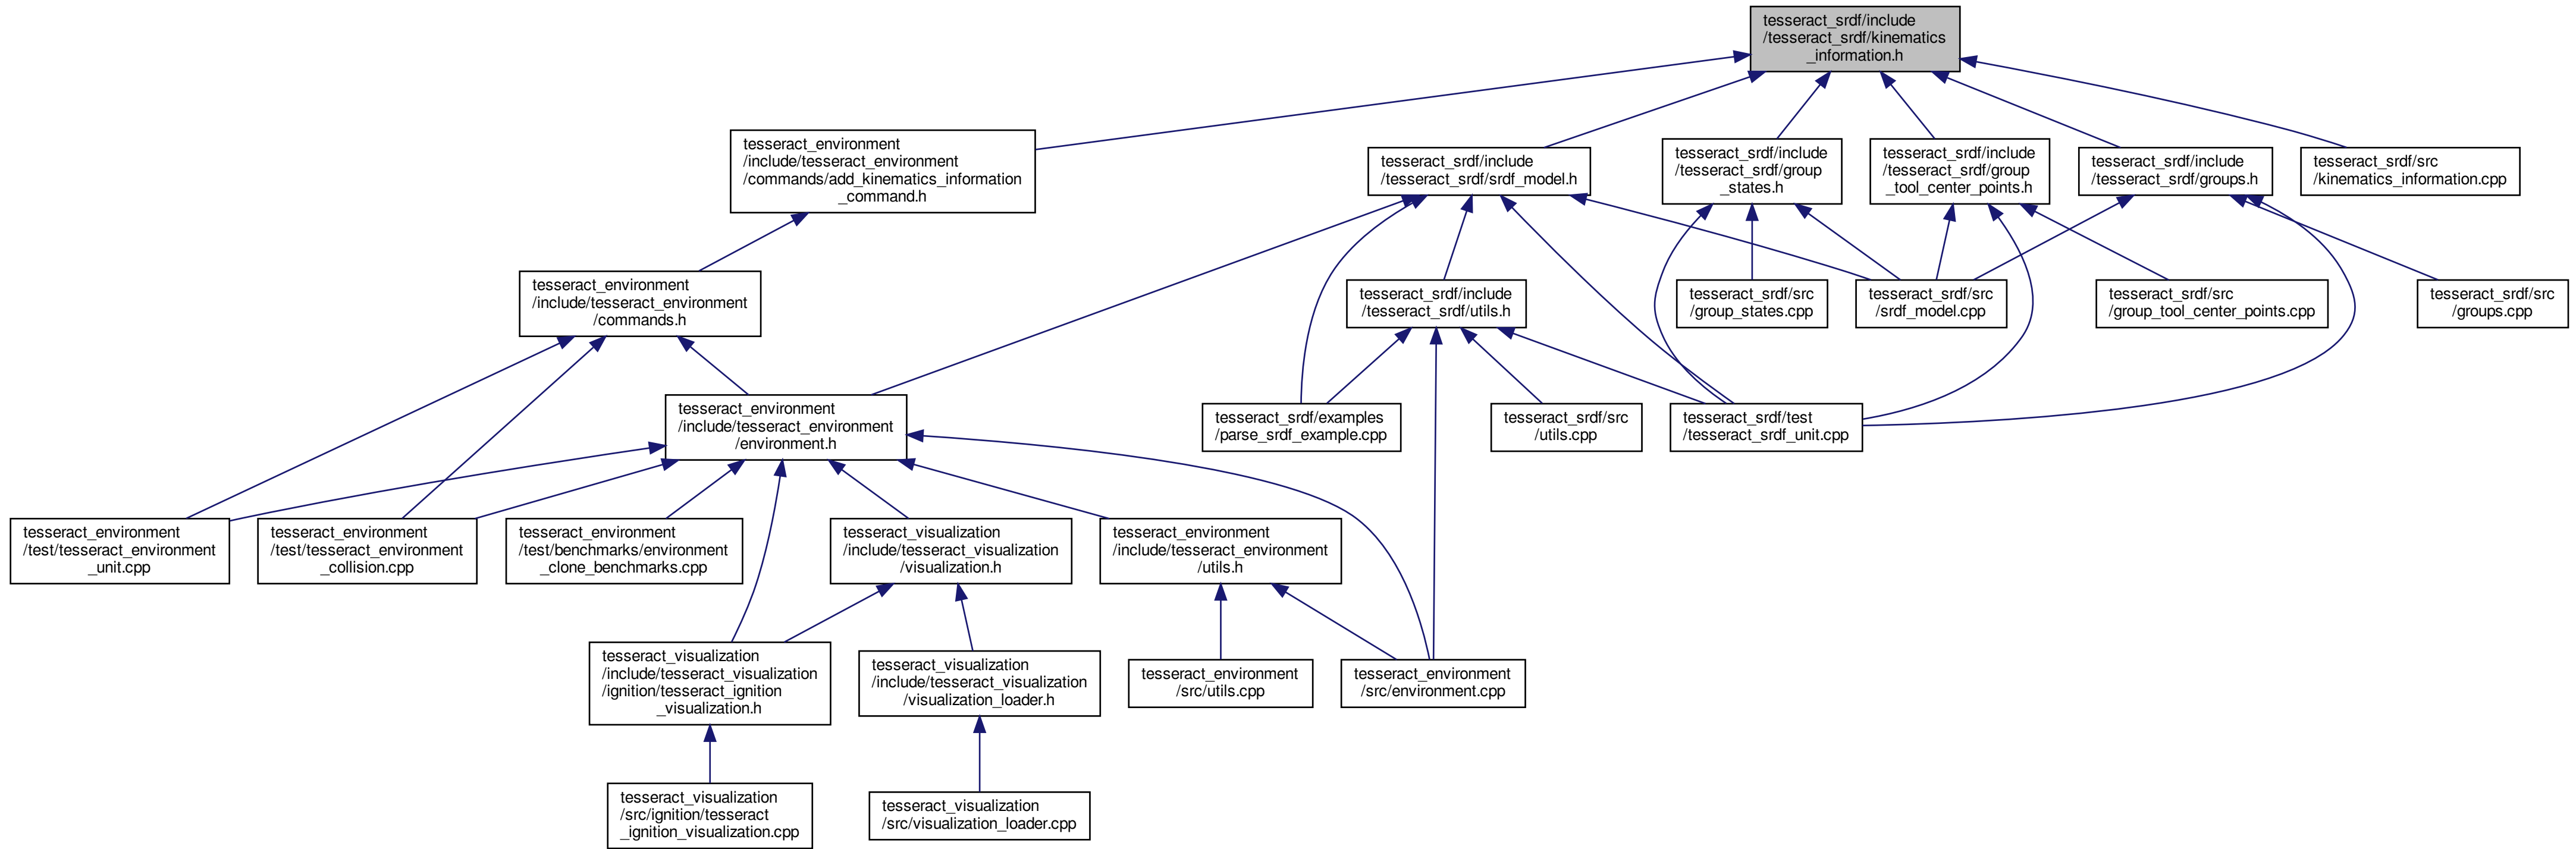 tesseract_srdf/include
/tesseract_srdf/kinematics
_information.h
tesseract_environment
/include/tesseract_environment
/commands/add_kinematics_information
_command.h
tesseract_srdf/include
/tesseract_srdf/srdf_model.h
tesseract_srdf/include
/tesseract_srdf/group
_states.h
tesseract_srdf/include
/tesseract_srdf/group
_tool_center_points.h
tesseract_srdf/include
/tesseract_srdf/groups.h
tesseract_srdf/src
/kinematics_information.cpp
tesseract_environment
/include/tesseract_environment
/commands.h
tesseract_srdf/include
/tesseract_srdf/utils.h
tesseract_srdf/src
/group_states.cpp
tesseract_srdf/src
/srdf_model.cpp
tesseract_srdf/src
/group_tool_center_points.cpp
tesseract_srdf/src
/groups.cpp
tesseract_environment
/include/tesseract_environment
/environment.h
tesseract_srdf/examples
/parse_srdf_example.cpp
tesseract_srdf/src
/utils.cpp
tesseract_srdf/test
/tesseract_srdf_unit.cpp
tesseract_environment
/test/tesseract_environment
_unit.cpp
tesseract_environment
/test/tesseract_environment
_collision.cpp
tesseract_environment
/test/benchmarks/environment
_clone_benchmarks.cpp
tesseract_visualization
/include/tesseract_visualization
/visualization.h
tesseract_environment
/include/tesseract_environment
/utils.h
tesseract_visualization
/include/tesseract_visualization
/ignition/tesseract_ignition
_visualization.h
tesseract_visualization
/include/tesseract_visualization
/visualization_loader.h
tesseract_environment
/src/utils.cpp
tesseract_environment
/src/environment.cpp
tesseract_visualization
/src/ignition/tesseract
_ignition_visualization.cpp
tesseract_visualization
/src/visualization_loader.cpp